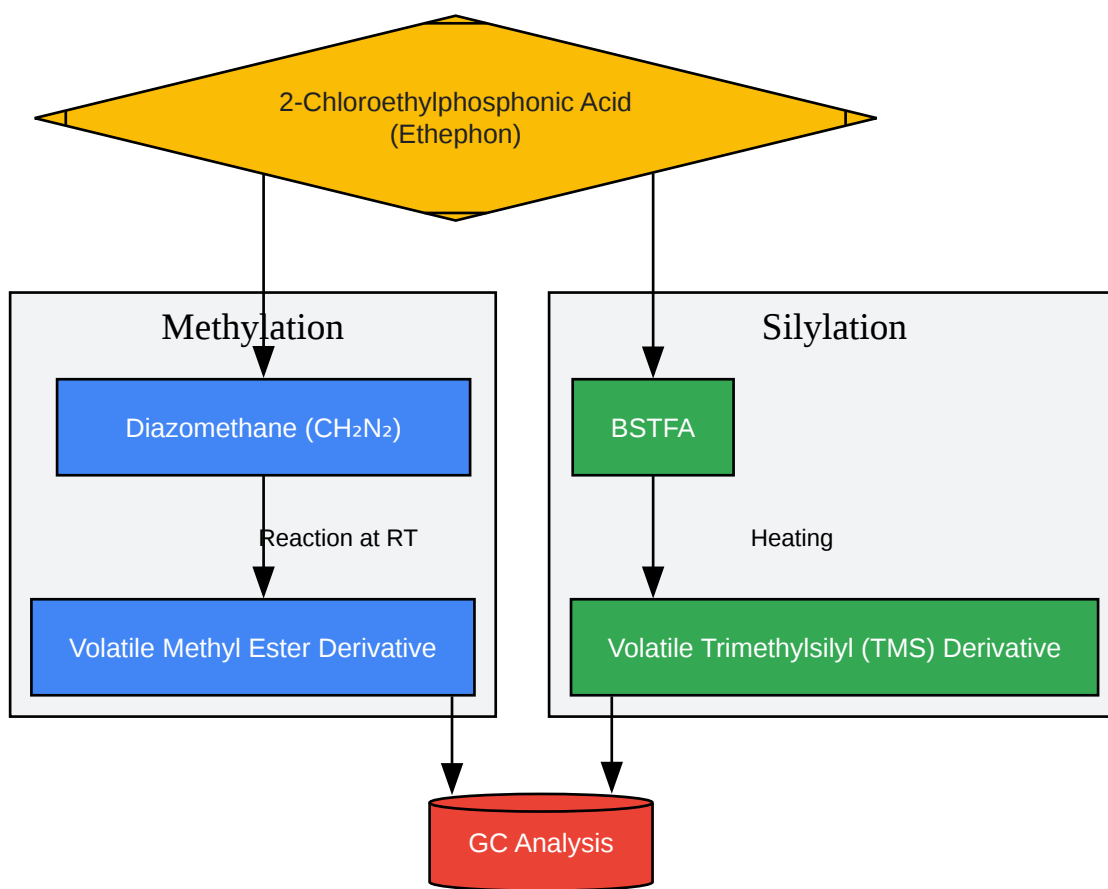 2-Chloroethylphosphonic Acid
(Ethephon)
Methylation
Silylation
Diazomethane (CH₂N₂)
BSTFA
Reaction at RT
Heating
Volatile Methyl Ester Derivative
Volatile Trimethylsilyl (TMS) Derivative
GC Analysis